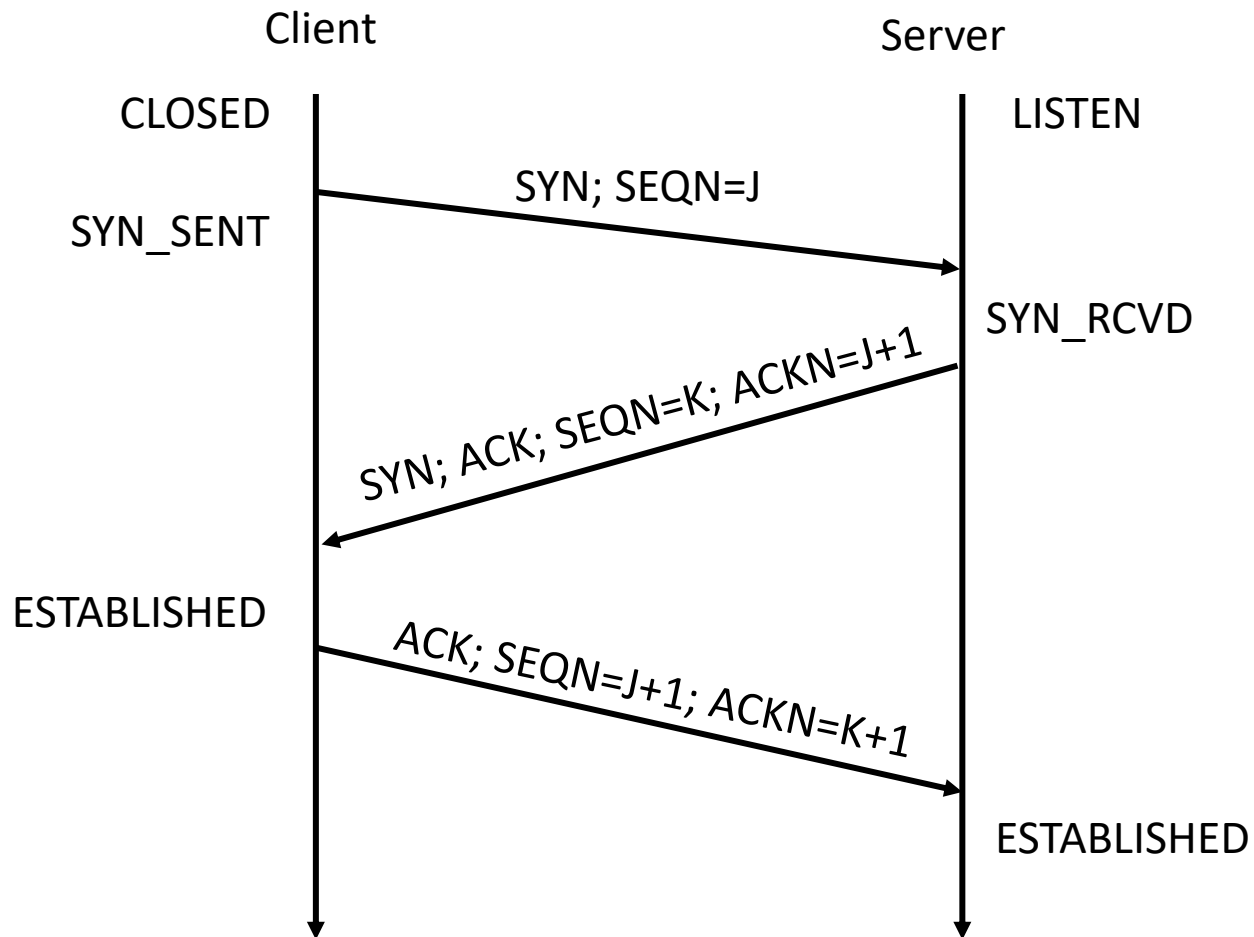 Client
Server
CLOSED
LISTEN
SYN; SEQN=J
SYN_SENT
SYN_RCVD
SYN; ACK; SEQN=K; ACKN=J+1
ESTABLISHED
ACK; SEQN=J+1; ACKN=K+1
ESTABLISHED